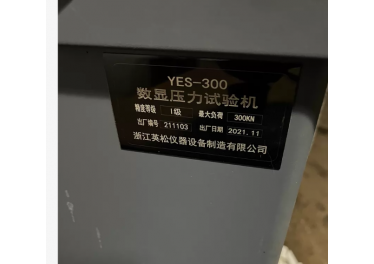 YES-300
数显压力试验机
精度等级 1级 最大负荷 300KN
出厂编号 211103 出厂日期 2021.11
浙江英松仪器设备制造有限公司